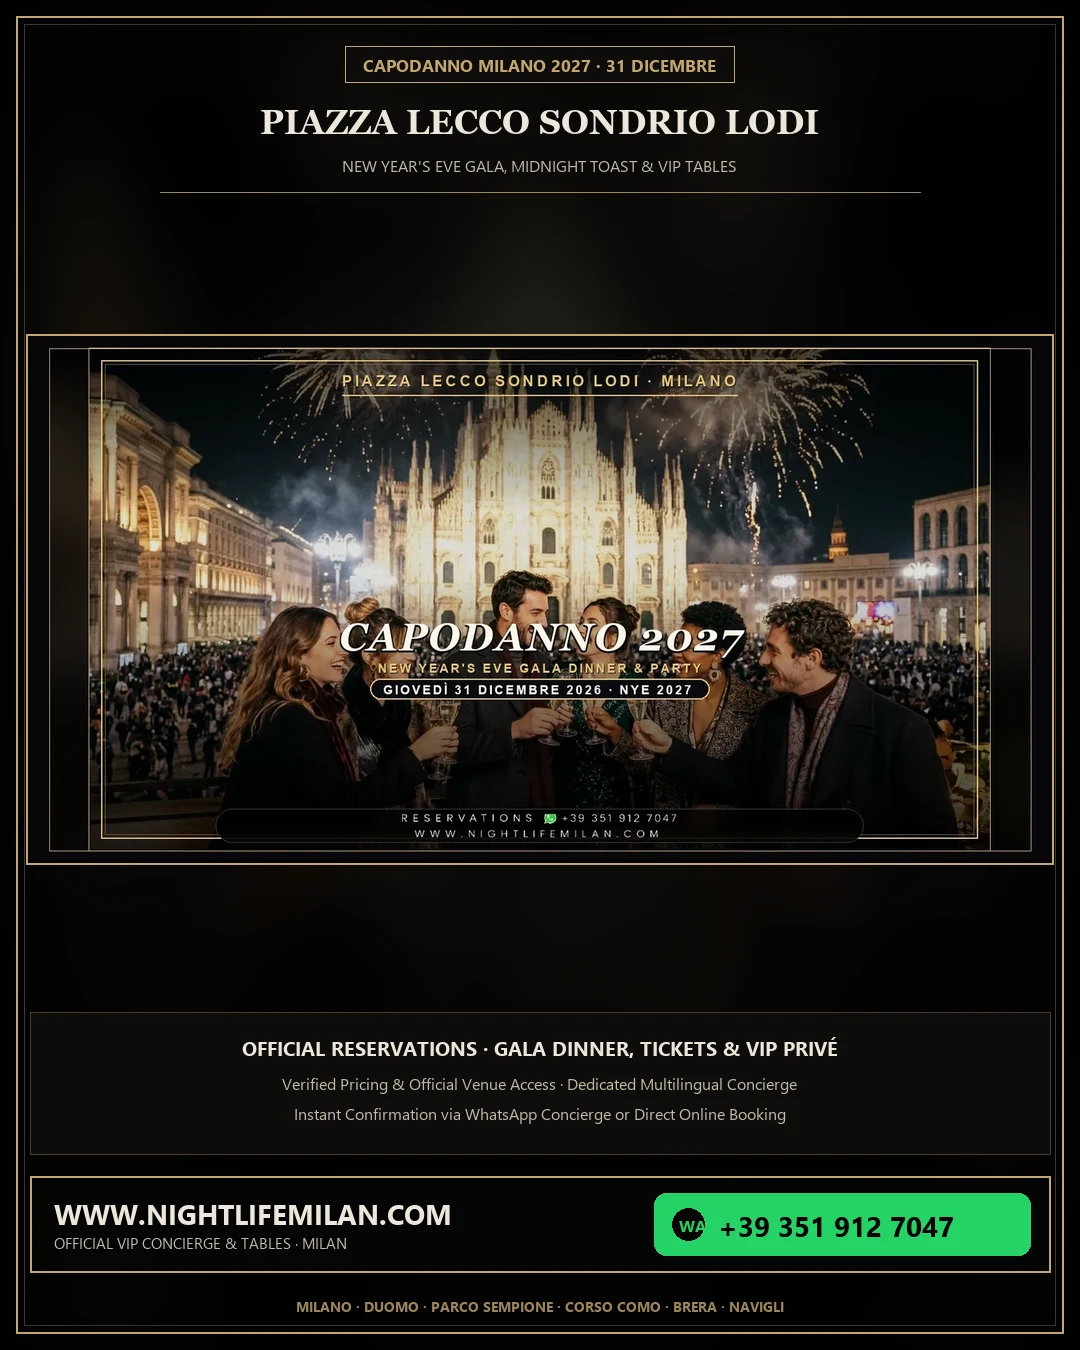 CAPODANNO MILANO 2027 · 31 DICEMBRE
PIAZZA LECCO SONDRIO LODI
NEW YEAR'S EVE GALA, MIDNIGHT TOAST & VIP TABLES
PIAZZA LECCO SONDRIO LODI · MILANO
CAPODANNO 2027
NEW YEAR'S EVE GALA DINNER & PARTY
GIOVEDÌ 31 DICEMBRE 2026 · NYE 2027
RESERVATIONS +39 351 912 7047
WWW.NIGHTLIFEMILAN.COM
OFFICIAL RESERVATIONS · GALA DINNER, TICKETS & VIP PRIVÉ
Verified Pricing & Official Venue Access · Dedicated Multilingual Concierge
Instant Confirmation via WhatsApp Concierge or Direct Online Booking
WWW.NIGHTLIFEMILAN.COM
OFFICIAL VIP CONCIERGE & TABLES · MILAN
WA +39 351 912 7047
MILANO · DUOMO · PARCO SEMPIONE · CORSO COMO · BRERA · NAVIGLI